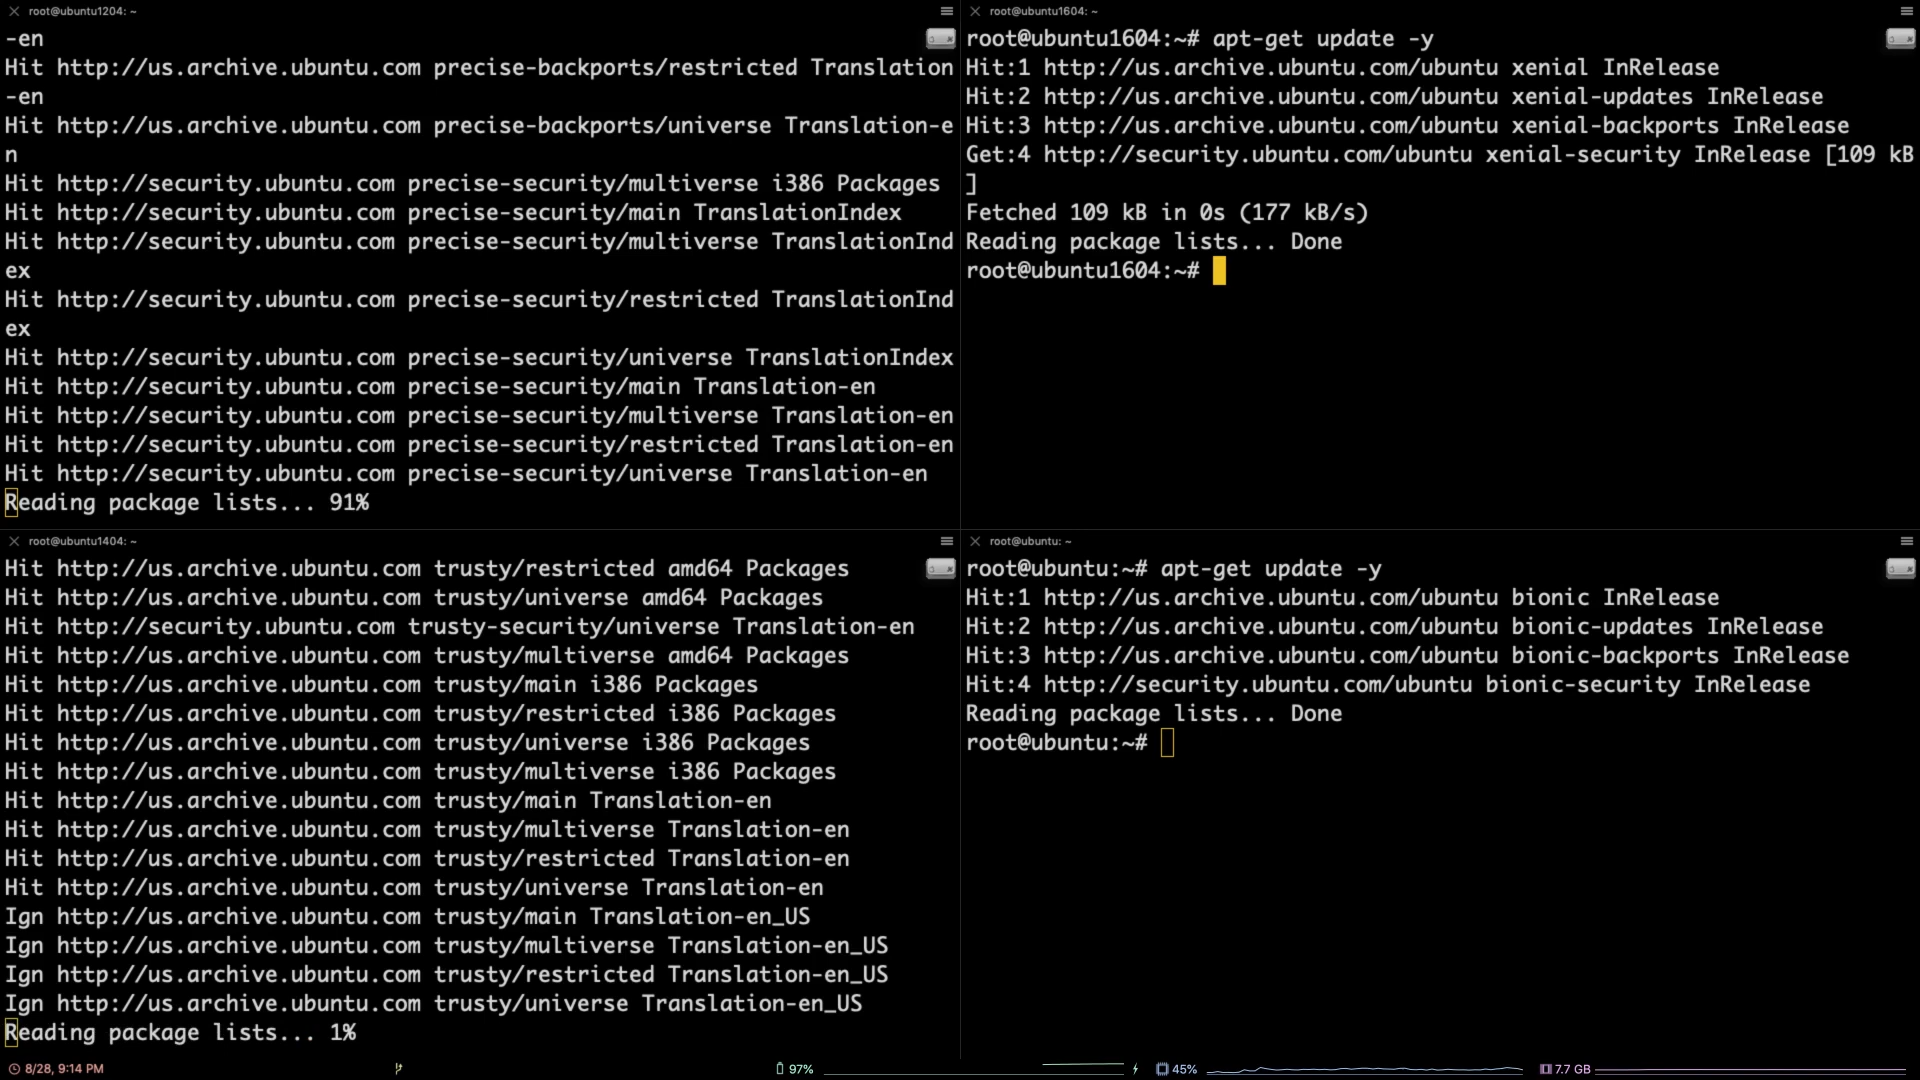 root@ubuntu1204: ~
-en
Hit http://us.archive.ubuntu.com precise-backports/restricted Translation
-en
Hit http://us.archive.ubuntu.com precise-backports/universe Translation-e
n
Hit http://security.ubuntu.com precise-security/multiverse i386 Packages
Hit http://security.ubuntu.com precise-security/main TranslationIndex
Hit http://security.ubuntu.com precise-security/multiverse TranslationInd
ex
Hit http://security.ubuntu.com precise-security/restricted TranslationInd
ex
Hit http://security.ubuntu.com precise-security/universe TranslationIndex
Hit http://security.ubuntu.com precise-security/main Translation-en
Hit http://security.ubuntu.com precise-security/multiverse Translation-en
Hit http://security.ubuntu.com precise-security/restricted Translation-en
Hit http://security.ubuntu.com precise-security/universe Translation-en
Reading package lists... 91%
root@ubuntu1604: ~
root@ubuntu1604:~# apt-get update -y
Hit:1 http://us.archive.ubuntu.com/ubuntu xenial InRelease
Hit:2 http://us.archive.ubuntu.com/ubuntu xenial-updates InRelease
Hit:3 http://us.archive.ubuntu.com/ubuntu xenial-backports InRelease
Get:4 http://security.ubuntu.com/ubuntu xenial-security InRelease [109 kB
]
Fetched 109 kB in 0s (177 kB/s)
Reading package lists... Done
root@ubuntu1604:~#
root@ubuntu1404: ~
Hit http://us.archive.ubuntu.com trusty/restricted amd64 Packages
Hit http://us.archive.ubuntu.com trusty/universe amd64 Packages
Hit http://security.ubuntu.com trusty-security/universe Translation-en
Hit http://us.archive.ubuntu.com trusty/multiverse amd64 Packages
Hit http://us.archive.ubuntu.com trusty/main i386 Packages
Hit http://us.archive.ubuntu.com trusty/restricted i386 Packages
Hit http://us.archive.ubuntu.com trusty/universe i386 Packages
Hit http://us.archive.ubuntu.com trusty/multiverse i386 Packages
Hit http://us.archive.ubuntu.com trusty/main Translation-en
Hit http://us.archive.ubuntu.com trusty/multiverse Translation-en
Hit http://us.archive.ubuntu.com trusty/restricted Translation-en
Hit http://us.archive.ubuntu.com trusty/universe Translation-en
Ign http://us.archive.ubuntu.com trusty/main Translation-en_US
Ign http://us.archive.ubuntu.com trusty/multiverse Translation-en_US
Ign http://us.archive.ubuntu.com trusty/restricted Translation-en_US
Ign http://us.archive.ubuntu.com trusty/universe Translation-en_US
Reading package lists... 1%
root@ubuntu: ~
root@ubuntu:~# apt-get update -y
Hit:1 http://us.archive.ubuntu.com/ubuntu bionic InRelease
Hit:2 http://us.archive.ubuntu.com/ubuntu bionic-updates InRelease
Hit:3 http://us.archive.ubuntu.com/ubuntu bionic-backports InRelease
Hit:4 http://security.ubuntu.com/ubuntu bionic-security InRelease
Reading package lists... Done
root@ubuntu:~#
8/28, 9:14 PM
97%
45%
7.7 GB